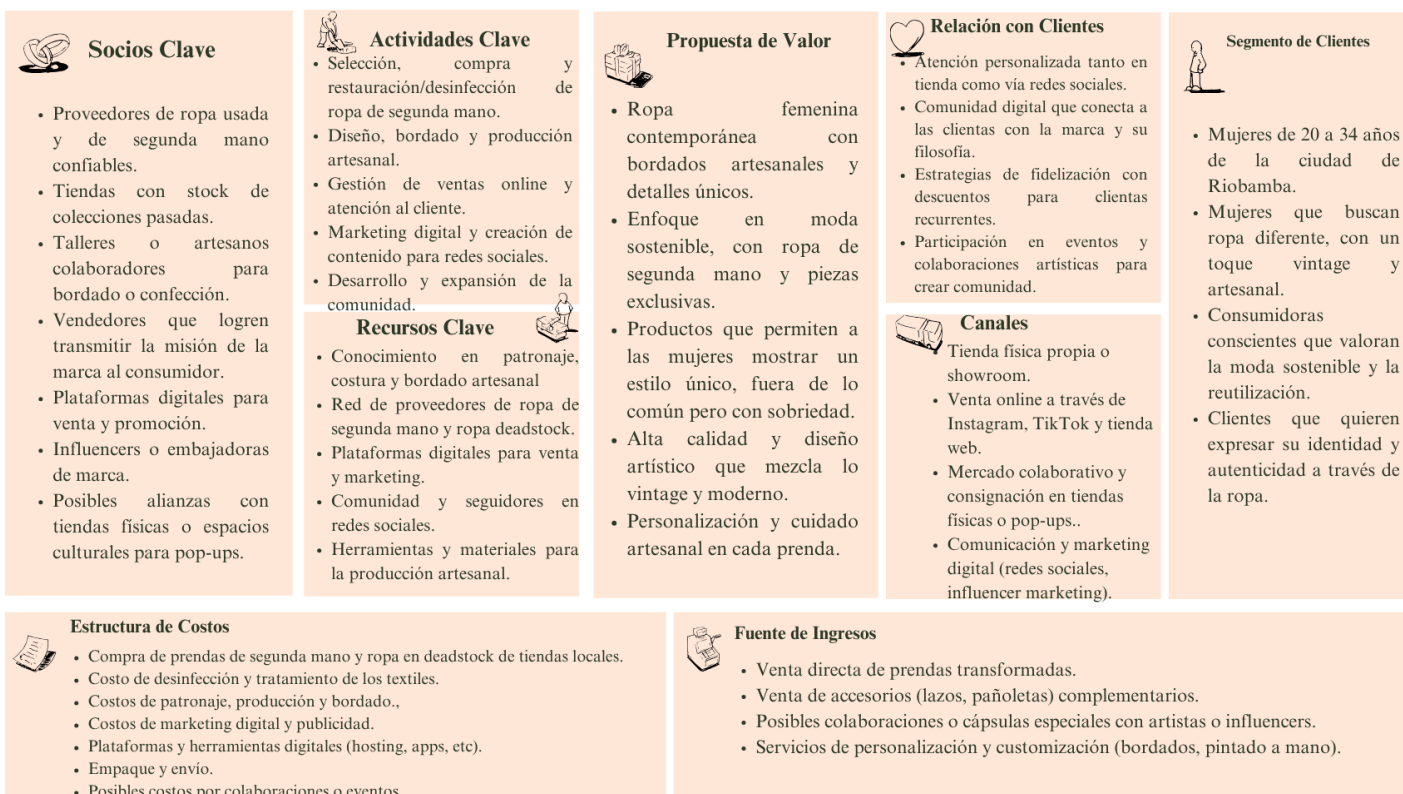 Socios Clave
• Proveedores de ropa usada
y de segunda mano
confiables.
• Tiendas con stock de
colecciones pasadas.
• Talleres o artesanos
colaboradores para
bordado o confección.
• Vendedores que logren
transmitir la misión de la
marca al consumidor.
• Plataformas digitales para
venta y promoción.
• Influencers o embajadoras
de marca.
• Posibles alianzas con
tiendas físicas o espacios
culturales para pop-ups.
Actividades Clave
• Selección, compra y
restauración/desinfección de
ropa de segunda mano.
• Diseño, bordado y producción
artesanal.
• Gestión de ventas online y
atención al cliente.
• Marketing digital y creación de
contenido para redes sociales.
• Desarrollo y expansión de la
comunidad.
Recursos Clave
• Conocimiento en patronaje,
costura y bordado artesanal
• Red de proveedores de ropa de
segunda mano y ropa deadstock.
• Plataformas digitales para venta
y marketing.
• Comunidad y seguidores en
redes sociales.
• Herramientas y materiales para
la producción artesanal.
Propuesta de Valor
• Ropa femenina
contemporánea con
bordados artesanales y
detalles únicos.
• Enfoque en moda
sostenible, con ropa de
segunda mano y piezas
exclusivas.
• Productos que permiten a
las mujeres mostrar un
estilo único, fuera de lo
común pero con sobriedad.
• Alta calidad y diseño
artístico que mezcla lo
vintage y moderno.
• Personalización y cuidado
artesanal en cada prenda.
Relación con Clientes
• Atención personalizada tanto en
tienda como vía redes sociales.
• Comunidad digital que conecta a
las clientas con la marca y su
filosofía.
• Estrategias de fidelización con
descuentos para clientas
recurrentes.
• Participación en eventos y
colaboraciones artísticas para
crear comunidad.
Canales
Tienda física propia o
showroom.
• Venta online a través de
Instagram, TikTok y tienda
web.
• Mercado colaborativo y
consignación en tiendas
físicas o pop-ups..
• Comunicación y marketing
digital (redes sociales,
influencer marketing).
Segmento de Clientes
• Mujeres de 20 a 34 años
de la ciudad de
Riobamba.
• Mujeres que buscan
ropa diferente, con un
toque vintage y
artesanal.
• Consumidoras
conscientes que valoran
la moda sostenible y la
reutilización.
• Clientes que quieren
expresar su identidad y
autenticidad a través de
la ropa.
Estructura de Costos
• Compra de prendas de segunda mano y ropa en deadstock de tiendas locales.
• Costo de desinfección y tratamiento de los textiles.
• Costos de patronaje, producción y bordado.,
• Costos de marketing digital y publicidad.
• Plataformas y herramientas digitales (hosting, apps, etc).
• Empaque y envío.
• Posibles costos por colaboraciones o eventos
Fuente de Ingresos
• Venta directa de prendas transformadas.
• Venta de accesorios (lazos, pañoletas) complementarios.
• Posibles colaboraciones o cápsulas especiales con artistas o influencers.
• Servicios de personalización y customización (bordados, pintado a mano).